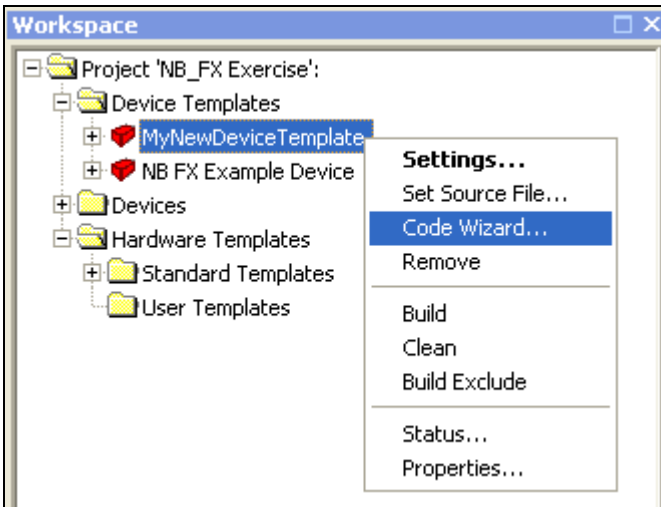 Workspace
Project 'NB_FX Exercise':
Device Templates
MyNewDeviceTemplate
NB FX Example Device
Devices
Hardware Templates
Standard Templates
User Templates
Settings...
Set Source File...
Code Wizard...
Remove
Build
Clean
Build Exclude
Status...
Properties...